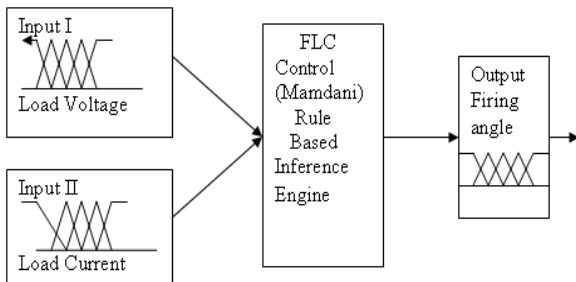 Input I
Load Voltage
Input II
Load Current
FLC
Control
(Mamdani)
Rule
Based
Inference
Engine
Output
Firing
angle